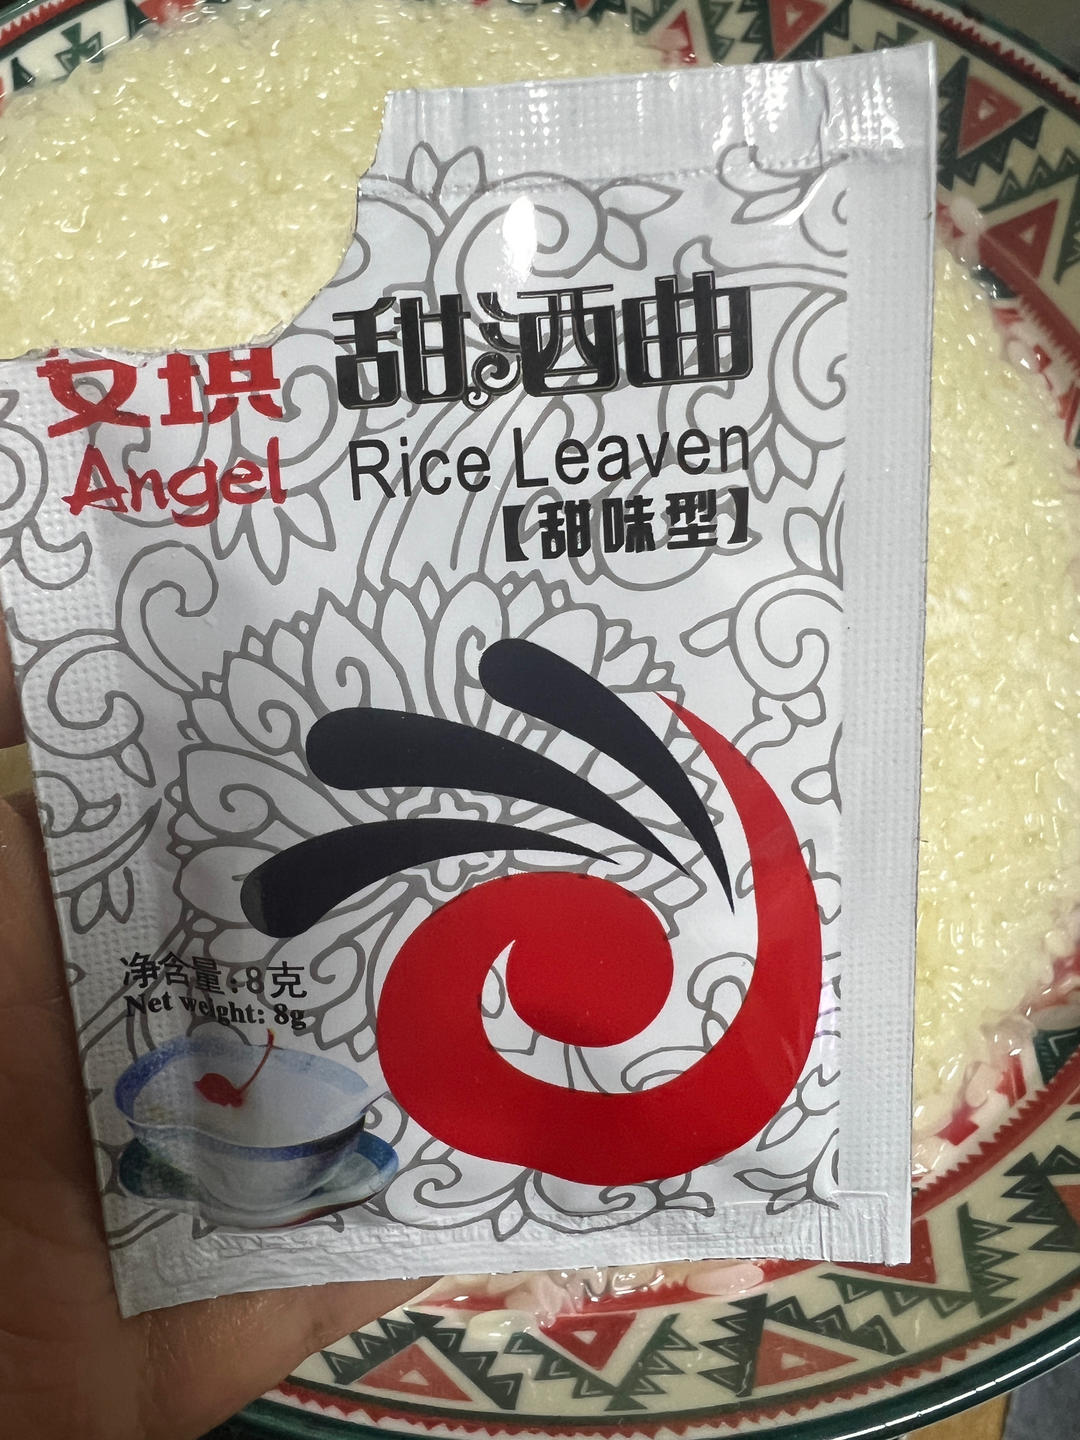 安琪
Angel
甜酒曲
Rice Leaven
【甜味型】
净含量:8克
Net weight: 8g